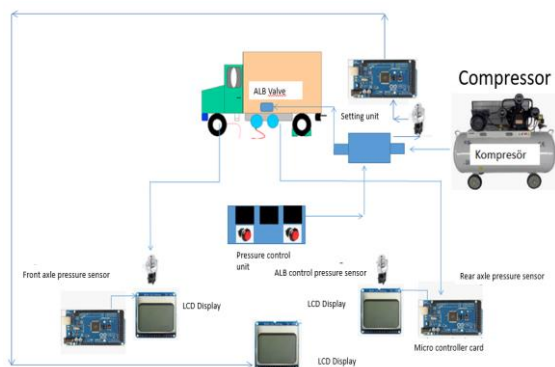 Compressor
ALB Valve
Setting unit
Kompresör
Pressure control
unit
Front axle pressure sensor
ALB control pressure sensor
Rear axle pressure sensor
LCD Display
LCD Display
Micro controller card
LCD Display